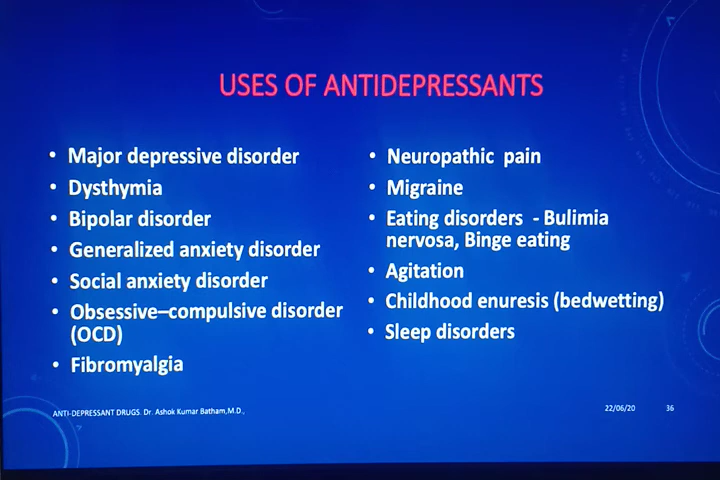 USES OF ANTIDEPRESSANTS
• Major depressive disorder
• Dysthymia
• Bipolar disorder
• Generalized anxiety disorder
• Social anxiety disorder
• Obsessive–compulsive disorder
(OCD)
• Fibromyalgia
• Neuropathic pain
• Migraine
• Eating disorders - Bulimia
nervosa, Binge eating
• Agitation
• Childhood enuresis (bedwetting)
• Sleep disorders
ANTI-DEPRESSANT DRUGS. Dr. Ashok Kumar Batham,M.D.,
22/06/20
36